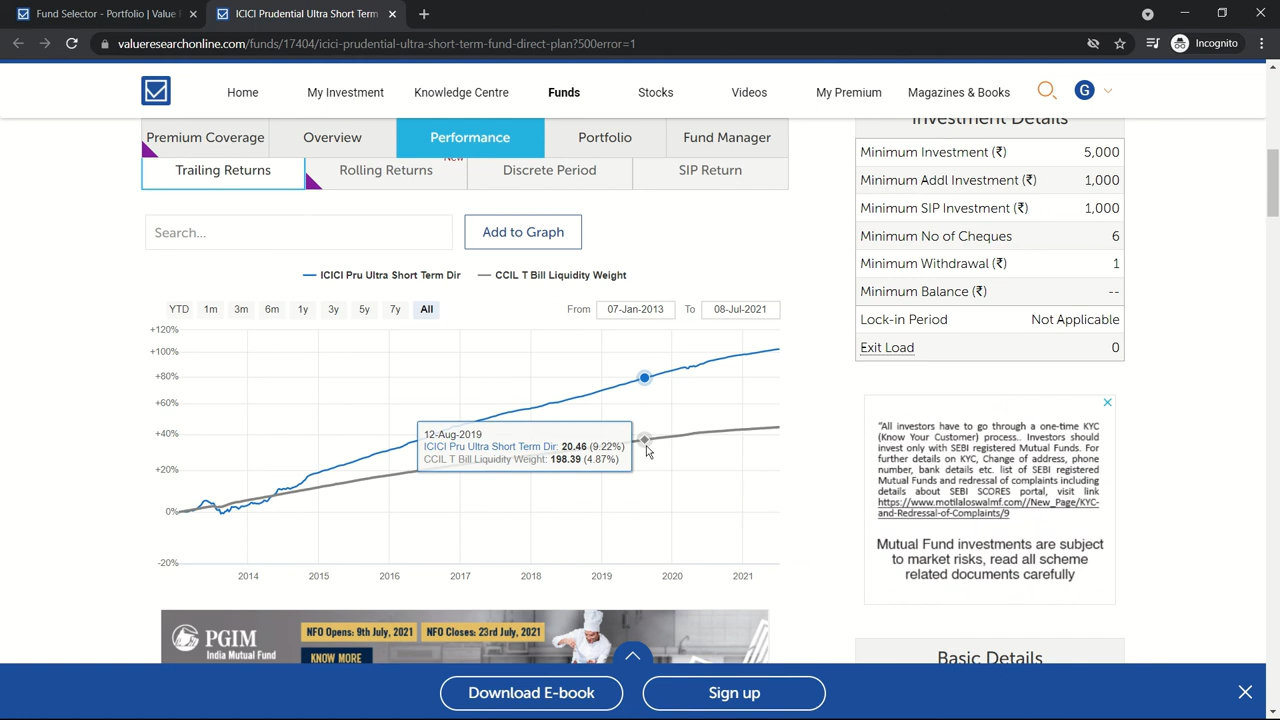 Fund Selector - Portfolio | Value
ICICI Prudential Ultra Short Term
valueresearchonline.com/funds/17404/icici-prudential-ultra-short-term-fund-direct-plan?500error=1
Incognito
Home
My Investment
Knowledge Centre
Funds
Stocks
Videos
My Premium
Magazines & Books
G
Premium Coverage
Overview
Performance
Portfolio
Fund Manager
Trailing Returns
Rolling Returns
New
Discrete Period
SIP Return
Search...
Add to Graph
ICICI Pru Ultra Short Term Dir
CCIL T Bill Liquidity Weight
YTD
1m
3m
6m
1y
3y
5y
7y
All
From
07-Jan-2013
To
08-Jul-2021
+120%
+100%
+80%
+60%
+40%
+20%
0%
-20%
12-Aug-2019
ICICI Pru Ultra Short Term Dir: 20.46 (9.22%)
CCIL T Bill Liquidity Weight: 198.39 (4.87%)
2014
2015
2016
2017
2018
2019
2020
2021
PGIM
India Mutual Fund
NFO Opens: 9th July, 2021
NFO Closes: 23rd July, 2021
KNOW MORE
Investment Details
Minimum Investment (₹) 5,000
Minimum Addl Investment (₹) 1,000
Minimum SIP Investment (₹) 1,000
Minimum No of Cheques 6
Minimum Withdrawal (₹) 1
Minimum Balance (₹) --
Lock-in Period Not Applicable
Exit Load 0
"All investors have to go through a one-time KYC
(Know Your Customer) process.. Investors should
invest only with SEBI registered Mutual Funds. For
further details on KYC, Change of address, phone
number, bank details etc. list of SEBI registered
Mutual Funds and redressal of complaints including
details about SEBI SCORES portal, visit link
https://www.motilaloswalmf.com//New_Page/KYC-
and-Redressal-of-Complaints/9
Mutual Fund investments are subject
to market risks, read all scheme
related documents carefully
Basic Details
Download E-book
Sign up